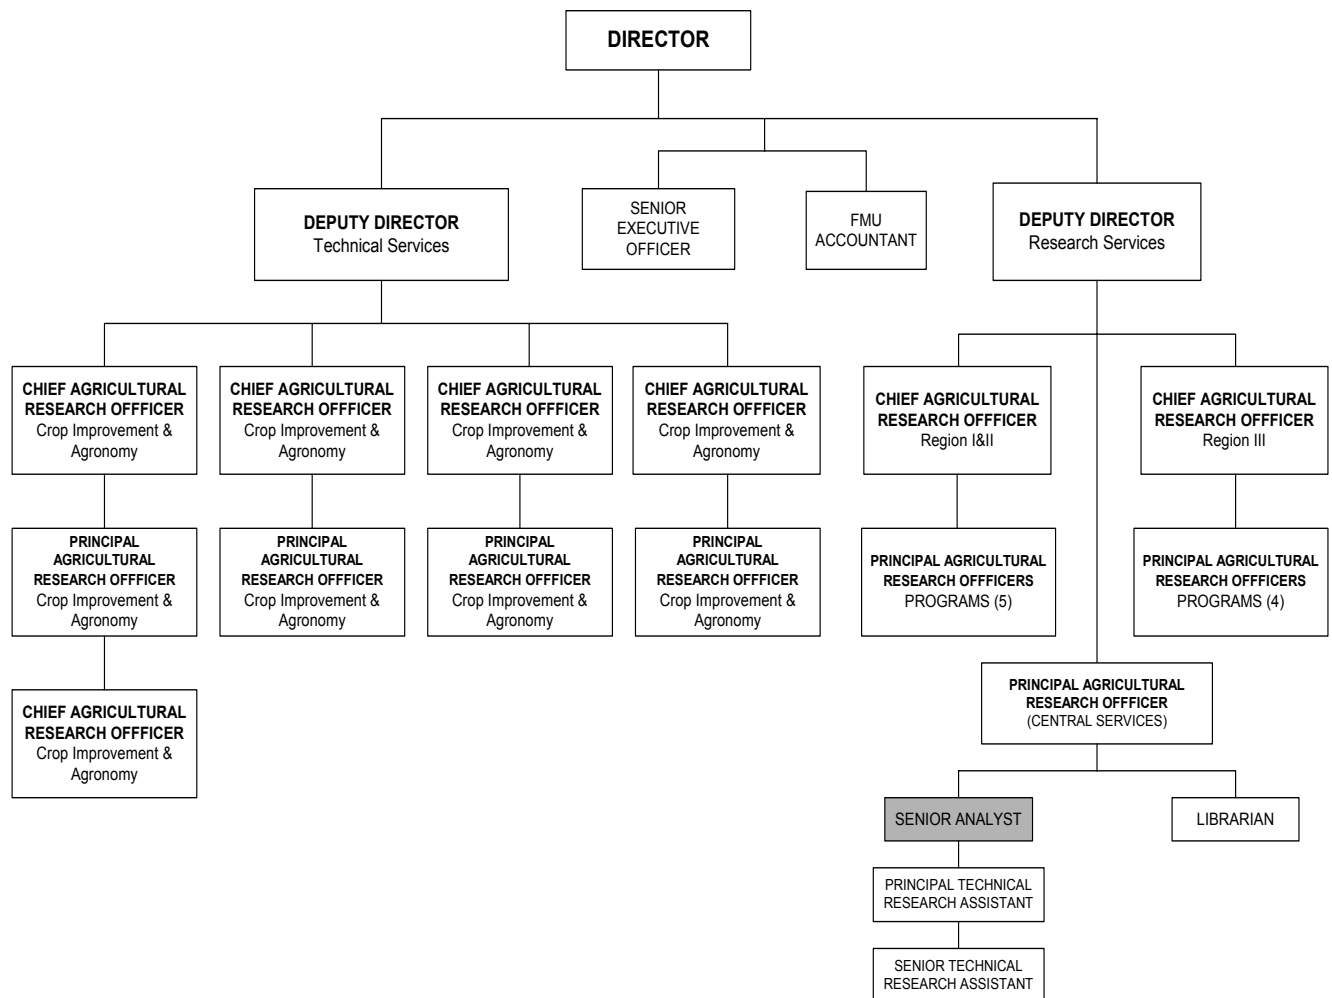 DIRECTOR
DEPUTY DIRECTOR
Technical Services
SENIOR
EXECUTIVE
OFFICER
FMU
ACCOUNTANT
DEPUTY DIRECTOR
Research Services
CHIEF AGRICULTURAL
RESEARCH OFFFICER
Crop Improvement &
Agronomy
CHIEF AGRICULTURAL
RESEARCH OFFFICER
Crop Improvement &
Agronomy
CHIEF AGRICULTURAL
RESEARCH OFFFICER
Crop Improvement &
Agronomy
CHIEF AGRICULTURAL
RESEARCH OFFFICER
Crop Improvement &
Agronomy
CHIEF AGRICULTURAL
RESEARCH OFFFICER
Region I&II
CHIEF AGRICULTURAL
RESEARCH OFFFICER
Region III
PRINCIPAL
AGRICULTURAL
RESEARCH OFFFICER
Crop Improvement &
Agronomy
PRINCIPAL
AGRICULTURAL
RESEARCH OFFFICER
Crop Improvement &
Agronomy
PRINCIPAL
AGRICULTURAL
RESEARCH OFFFICER
Crop Improvement &
Agronomy
PRINCIPAL
AGRICULTURAL
RESEARCH OFFFICER
Crop Improvement &
Agronomy
PRINCIPAL AGRICULTURAL
RESEARCH OFFFICERS
PROGRAMS (5)
PRINCIPAL AGRICULTURAL
RESEARCH OFFFICERS
PROGRAMS (4)
CHIEF AGRICULTURAL
RESEARCH OFFFICER
Crop Improvement &
Agronomy
PRINCIPAL AGRICULTURAL
RESEARCH OFFFICER
(CENTRAL SERVICES)
SENIOR ANALYST
LIBRARIAN
PRINCIPAL TECHNICAL
RESEARCH ASSISTANT
SENIOR TECHNICAL
RESEARCH ASSISTANT